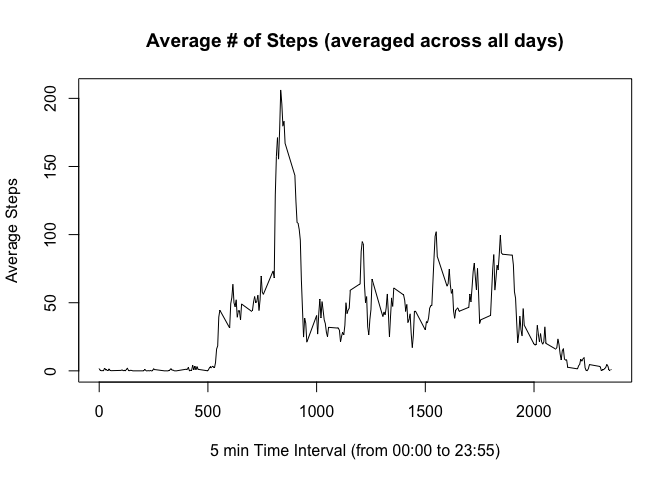 Average # of Steps (averaged across all days)
Average Steps
200
150
100
50
0
0 500 1000 1500 2000
5 min Time Interval (from 00:00 to 23:55)